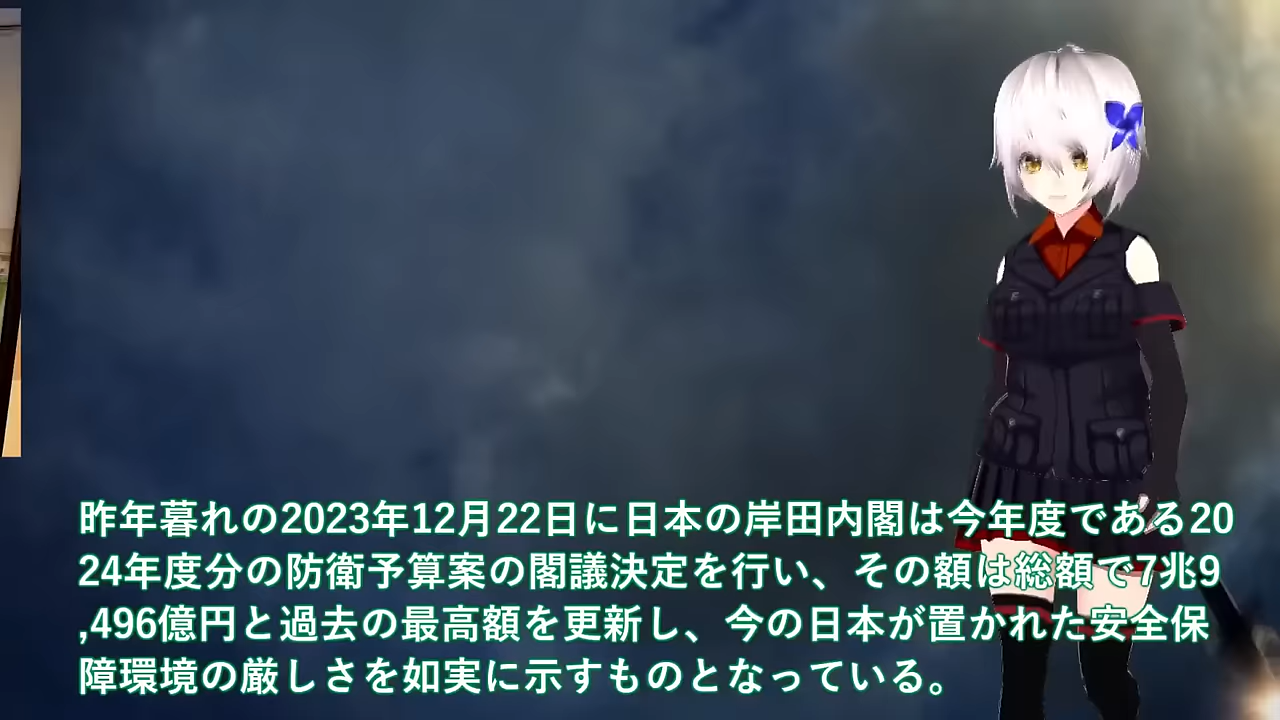 昨年暮れの2023年12月22日に日本の岸田内閣は今年度である20
24年度分の防衛予算案の閣議決定を行い、その額は総額で7兆9
,496億円と過去の最高額を更新し、今の日本が置かれた安全保
障環境の厳しさを如実に示すものとなっている。